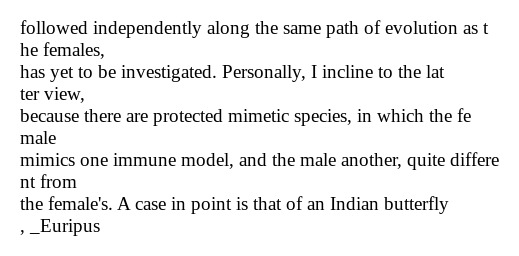 followed independently along the same path of evolution as t
he females,
has yet to be investigated. Personally, I incline to the lat
ter view,
because there are protected mimetic species, in which the fe
male
mimics one immune model, and the male another, quite differe
nt from
the female's. A case in point is that of an Indian butterfly
, _Euripus